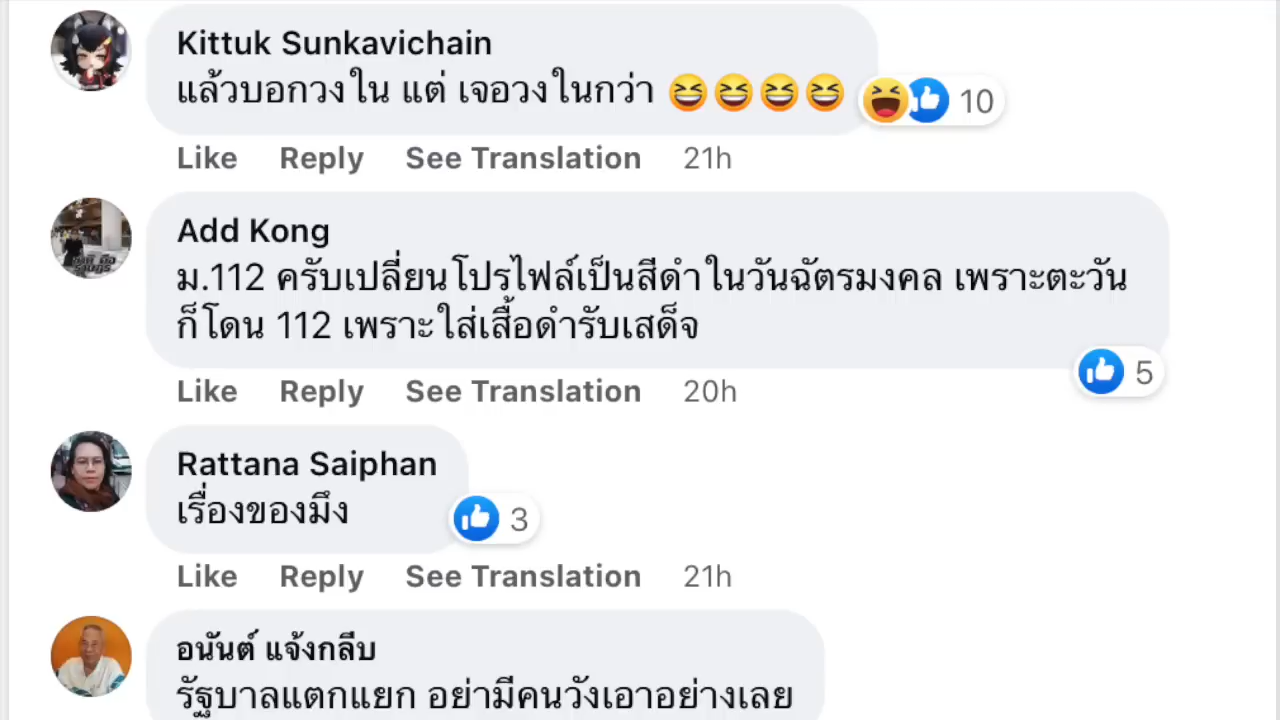 Kittuk Sunkavichain
แล้วบอกวงใน แต่ เจอวงในกว่า 😆😆😆😆
10
Like Reply See Translation 21h
Add Kong
ม.112 ครับเปลี่ยนโปรไฟล์เป็นสีดำในวันฉัตรมงคล เพราะตะวัน
ก็โดน 112 เพราะใส่เสื้อดำรับเสด็จ
5
Like Reply See Translation 20h
Rattana Saiphan
เรื่องของมึง
3
Like Reply See Translation 21h
อนันต์ แจ้งกลีบ
รัฐบาลแตกแยก อย่ามีคนวังเอาอย่างเลย